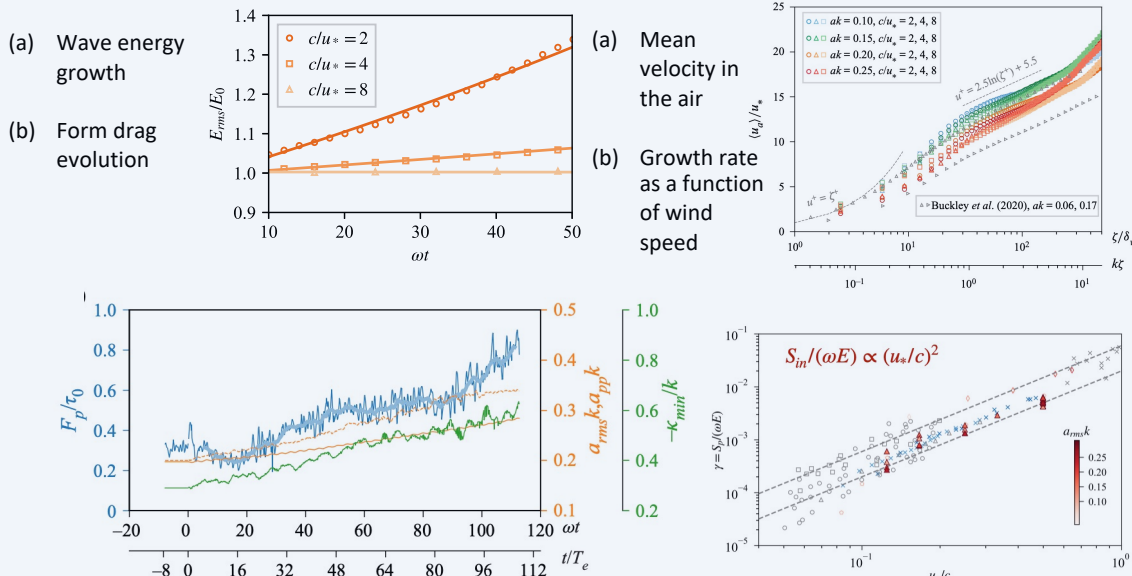 (a) Wave energy
growth
(b) Form drag
evolution
1.4
1.3
1.2
1.1
1.0
0.9
E_rms/E_0
c/u* = 2
c/u* = 4
c/u* = 8
10 20 30 40 50
ωt
(a) Mean
velocity in
the air
(b) Growth rate
as a function
of wind
speed
25
20
15
10
5
0
⟨u_a⟩/u_*
ak = 0.10, c/u* = 2, 4, 8
ak = 0.15, c/u* = 2, 4, 8
ak = 0.20, c/u* = 2, 4, 8
ak = 0.25, c/u* = 2, 4, 8
u⁺ = 2.5ln(ζ⁺) + 5.5
u⁺ = ζ⁺
Buckley et al. (2020), ak = 0.06, 0.17
10⁰ 10¹ 10²
kζ
10⁻¹ 10⁰ 10¹
1.0
0.8
0.6
0.4
0.2
0
F_p/τ_0
0.5
0.4
0.3
0.2
0.1
a_rms k, a_pp k
1.0
0.8
0.6
0.4
0.2
0
−κ_min/k
−20 0 20 40 60 80 100 120 ωt
t/T_e
−8 0 16 32 48 64 80 96 112
10⁻¹
10⁻²
10⁻³
10⁻⁴
10⁻⁵
γ = S_p/(ωE)
S_in/(ωE) ∝ (u_*/c)²
a_rms k
0.25
0.20
0.15
0.10
10⁻¹ 10⁰